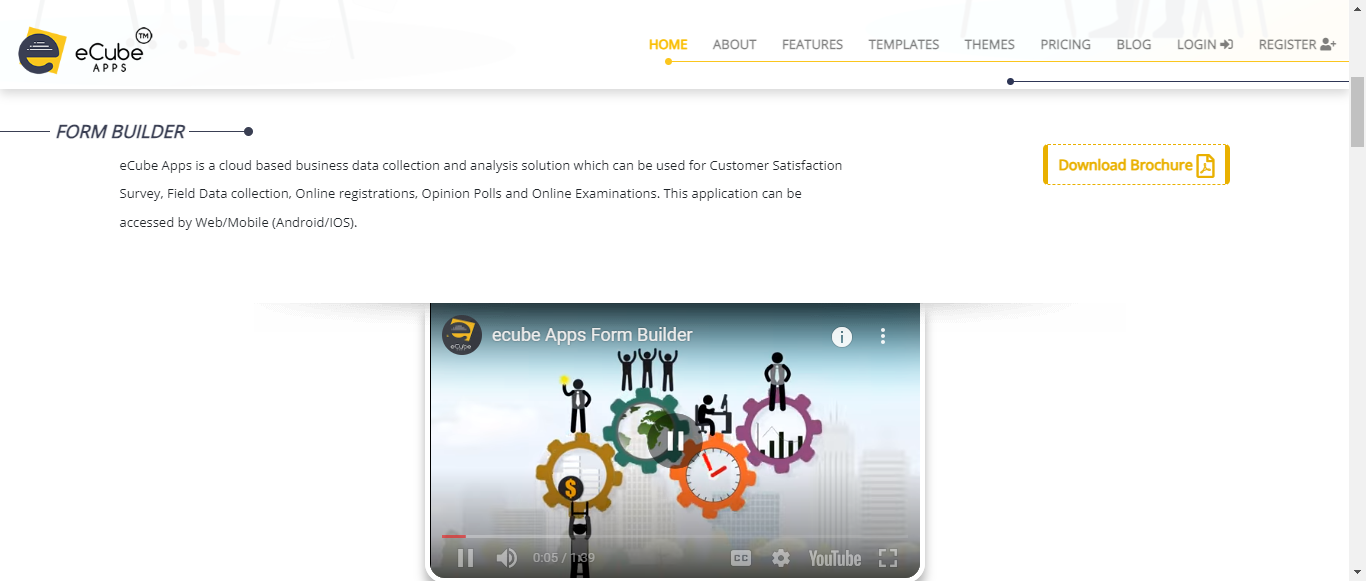 eCube TM
APPS
HOME ABOUT FEATURES TEMPLATES THEMES PRICING BLOG LOGIN REGISTER
FORM BUILDER
eCube Apps is a cloud based business data collection and analysis solution which can be used for Customer Satisfaction
Survey, Field Data collection, Online registrations, Opinion Polls and Online Examinations. This application can be
accessed by Web/Mobile (Android/IOS).
Download Brochure
eCube
ecube Apps Form Builder
$
0:05 / 1:39
CC
YouTube